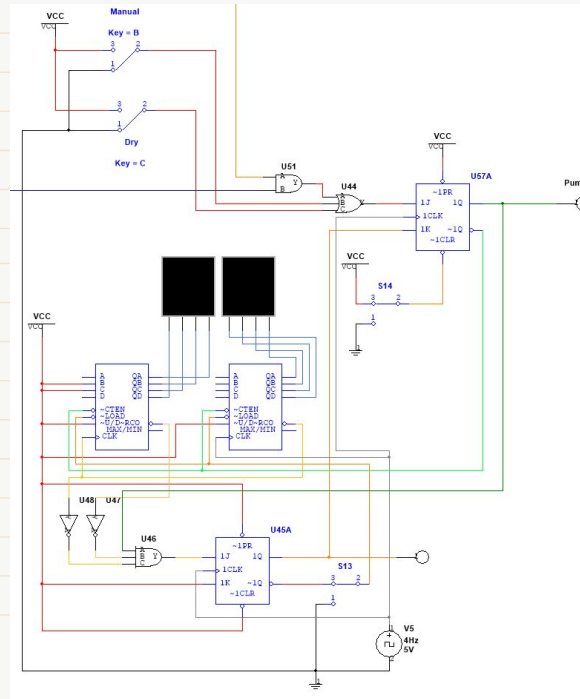 Manual
VCC
VCC
Key = B
3
2
1
3
2
1
Dry
Key = C
VCC
VCC
U51
A
Y
B
U44
A
B
Y
C
U57A
Pum
~1PR
1J
1Q
1CLK
1K
~1Q
~1CLR
VCC
VCC
S14
3
2
1
VCC
VCC
A
QA
B
QB
C
QC
D
QD
~CTEN
~LOAD
~U/D~RCO
MAX/MIN
CLK
A
QA
B
QB
C
QC
D
QD
~CTEN
~LOAD
~U/D~RCO
MAX/MIN
CLK
U48
U47
U46
A
B
Y
C
U45A
~1PR
1J
1Q
1CLK
1K
~1Q
~1CLR
S13
3
2
1
V5
4Hz
5V
1
2